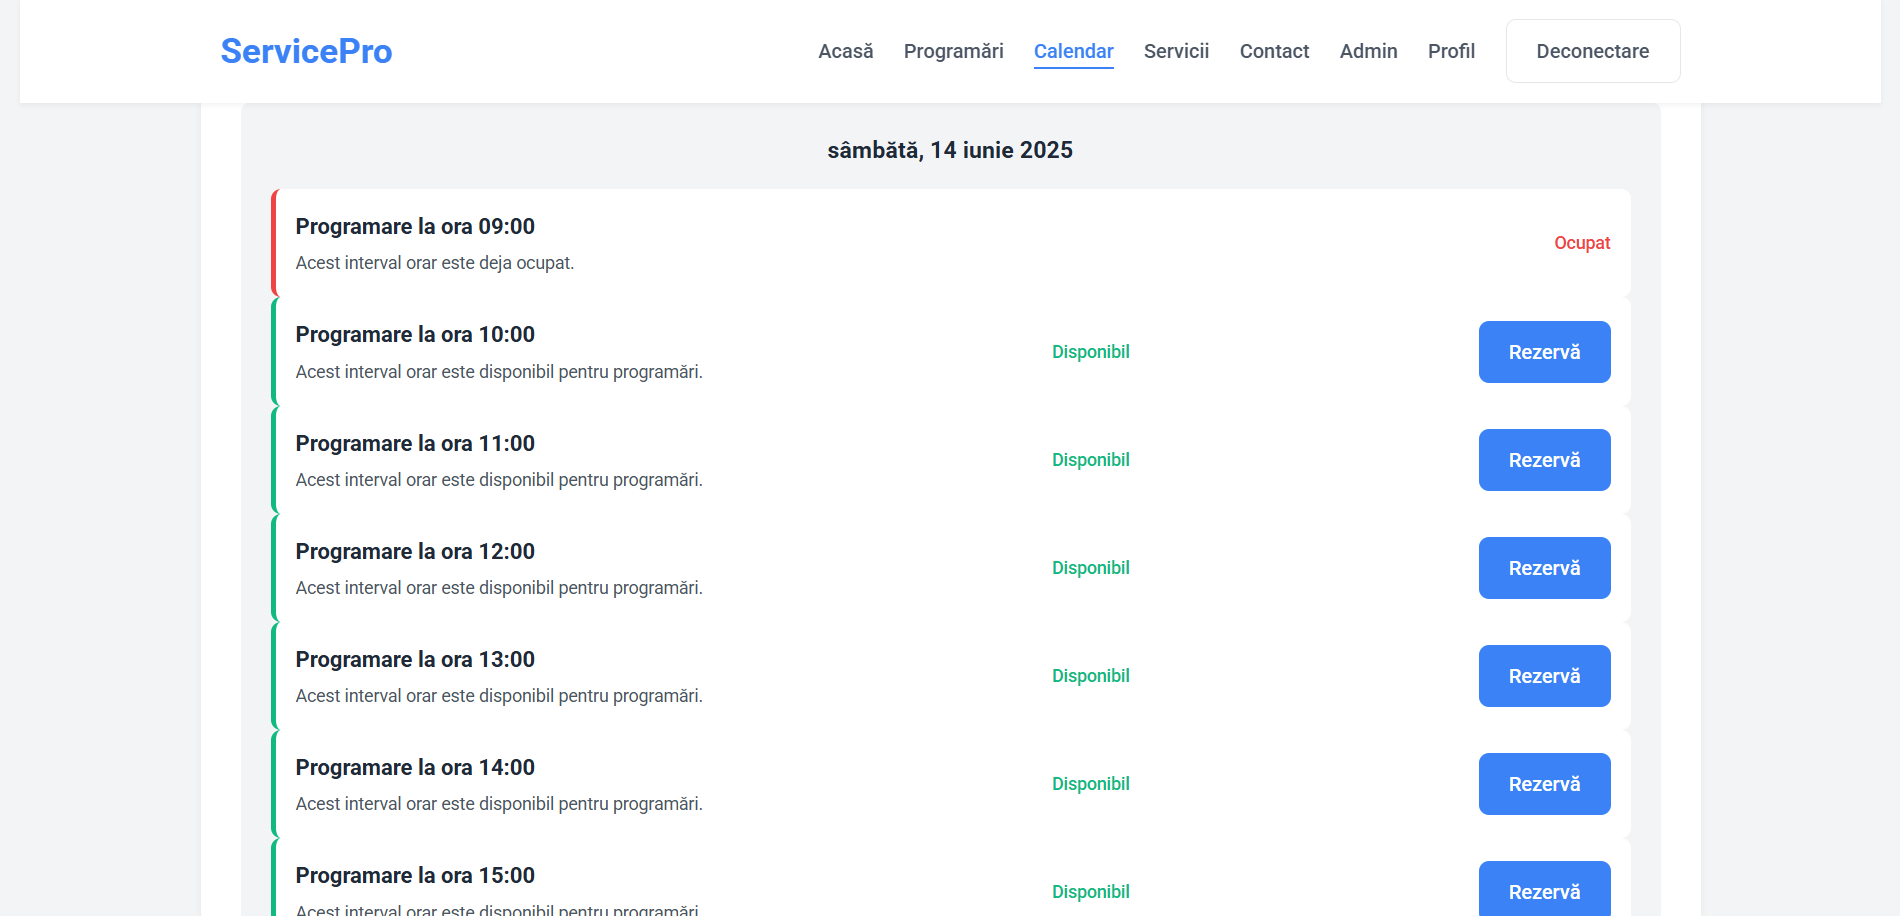 ServicePro
Acasă Programări Calendar Servicii Contact Admin Profil Deconectare
sâmbătă, 14 iunie 2025
Programare la ora 09:00
Acest interval orar este deja ocupat.
Ocupat
Programare la ora 10:00
Acest interval orar este disponibil pentru programări.
Disponibil
Rezervă
Programare la ora 11:00
Acest interval orar este disponibil pentru programări.
Disponibil
Rezervă
Programare la ora 12:00
Acest interval orar este disponibil pentru programări.
Disponibil
Rezervă
Programare la ora 13:00
Acest interval orar este disponibil pentru programări.
Disponibil
Rezervă
Programare la ora 14:00
Acest interval orar este disponibil pentru programări.
Disponibil
Rezervă
Programare la ora 15:00
Acest interval orar este disponibil pentru programări.
Disponibil
Rezervă